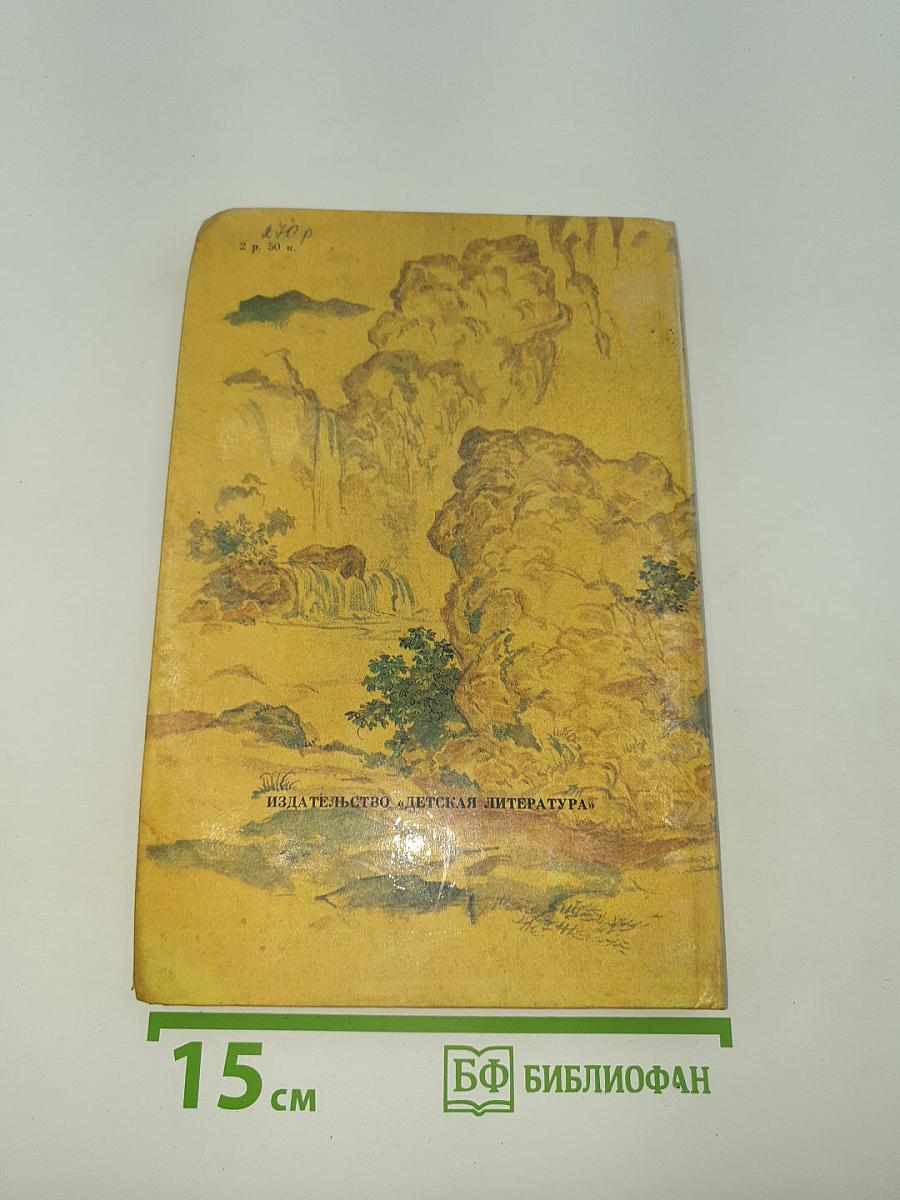 270р
2 р. 50 к.
ИЗДАТЕЛЬСТВО «ДЕТСКАЯ ЛИТЕРАТУРА»
15 см
БФ БИБЛИОФАН